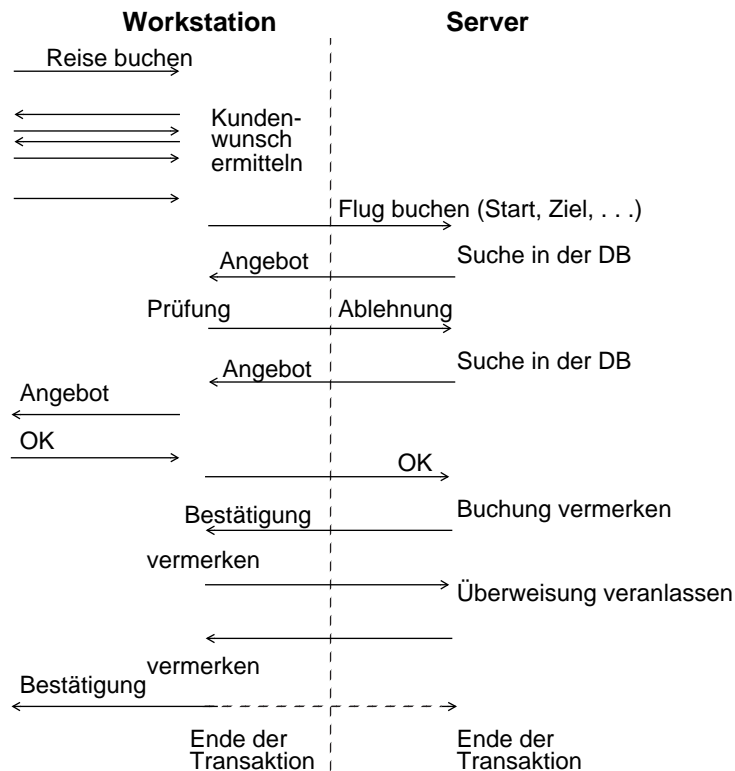 Workstation
Server
Reise buchen
Kunden-
wunsch
ermitteln
Flug buchen (Start, Ziel, . . .)
Angebot
Suche in der DB
Prüfung
Ablehnung
Angebot
Suche in der DB
Angebot
OK
OK
Bestätigung
Buchung vermerken
vermerken
Überweisung veranlassen
vermerken
Bestätigung
Ende der
Transaktion
Ende der
Transaktion